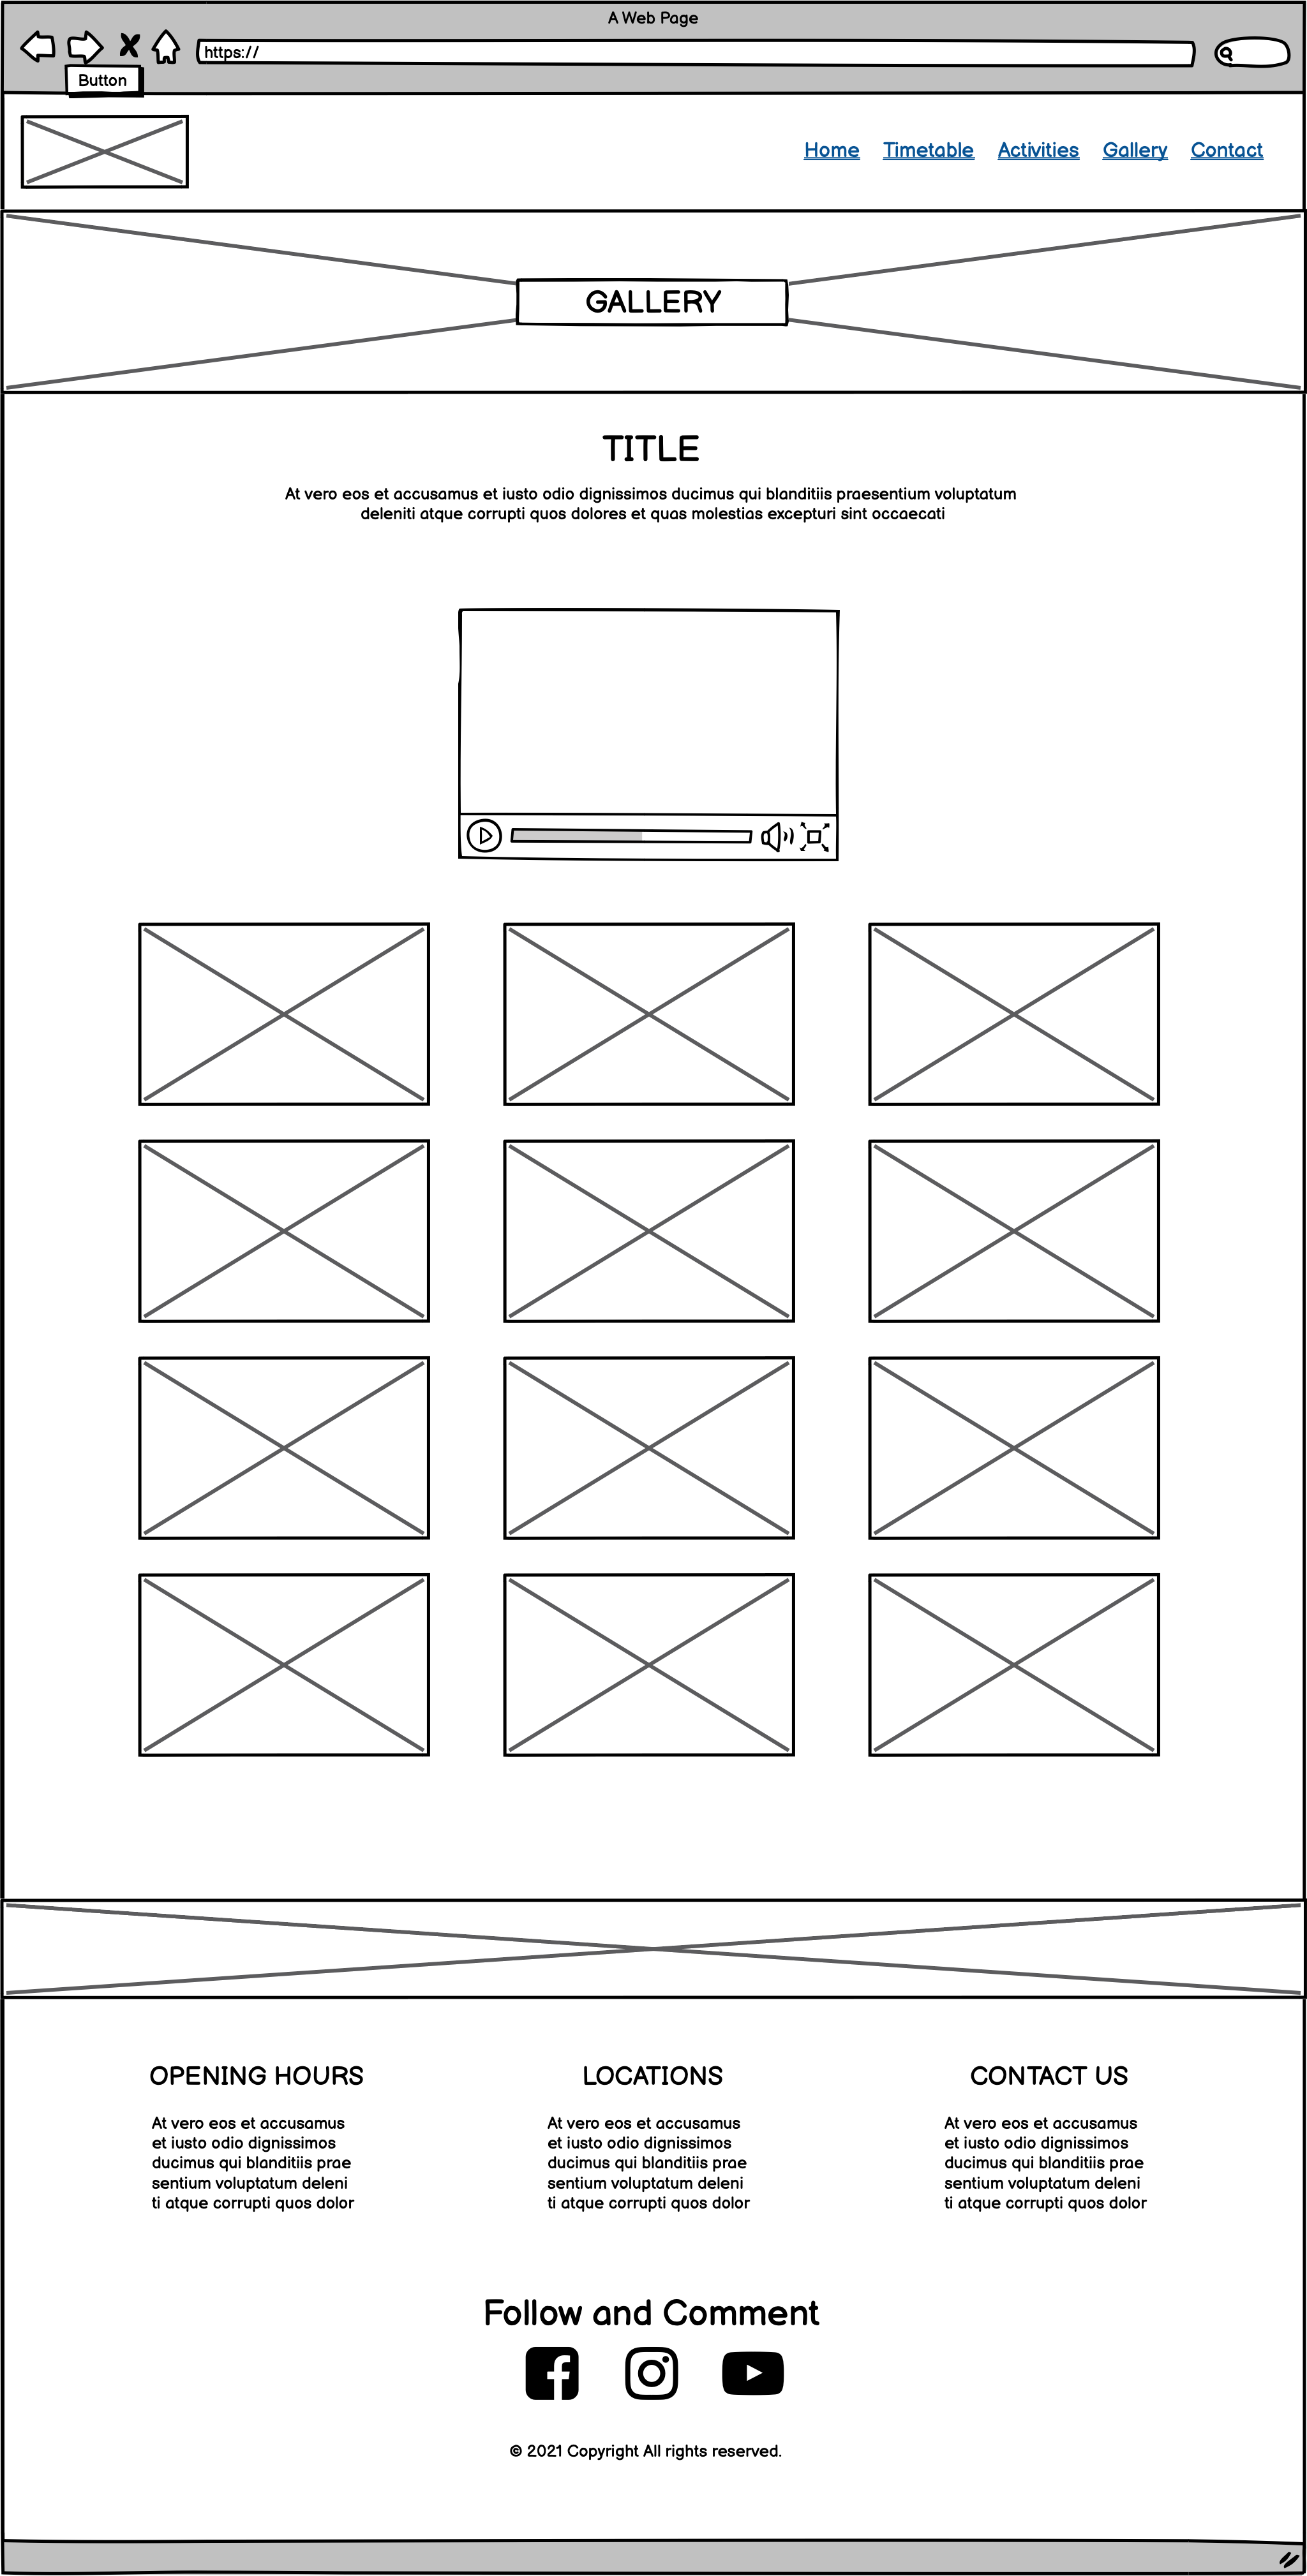 A Web Page
https://
Button
Home Timetable Activities Gallery Contact
GALLERY
TITLE
At vero eos et accusamus et iusto odio dignissimos ducimus qui blanditiis praesentium voluptatum
deleniti atque corrupti quos dolores et quas molestias excepturi sint occaecati
OPENING HOURS
At vero eos et accusamus
et iusto odio dignissimos
ducimus qui blanditiis prae
sentium voluptatum deleni
ti atque corrupti quos dolor
LOCATIONS
At vero eos et accusamus
et iusto odio dignissimos
ducimus qui blanditiis prae
sentium voluptatum deleni
ti atque corrupti quos dolor
CONTACT US
At vero eos et accusamus
et iusto odio dignissimos
ducimus qui blanditiis prae
sentium voluptatum deleni
ti atque corrupti quos dolor
Follow and Comment
© 2021 Copyright All rights reserved.